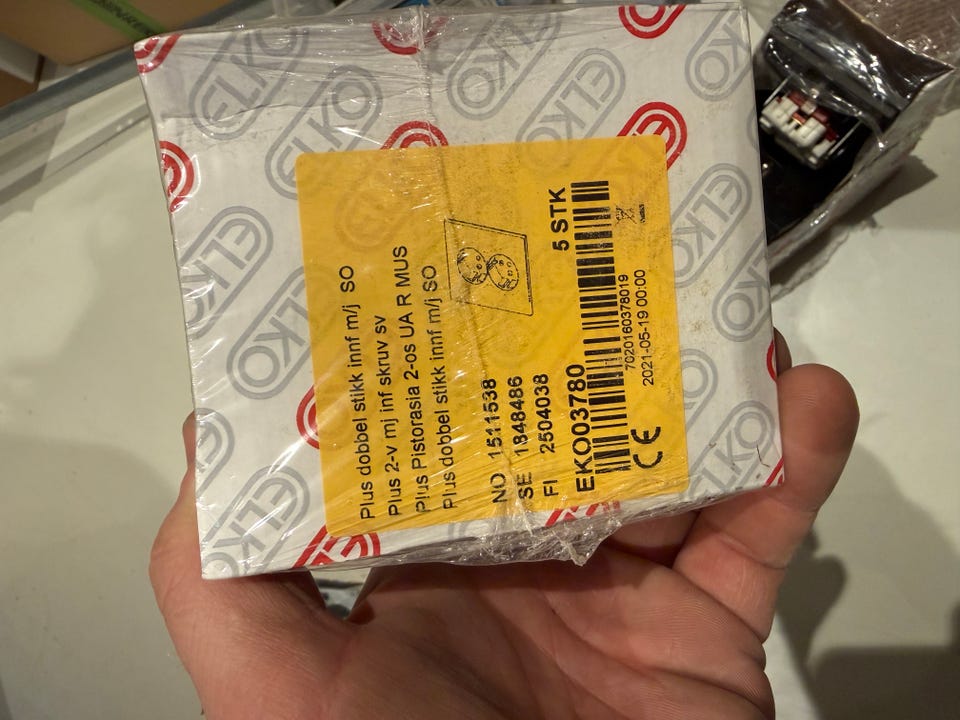 ELKO
Plus dobbel stikk innf m/j SO
Plus 2-v mj inf skruv sv
Plus Pistorasia 2-os UA R MUS
Plus dobbel stikk innf m/j SO
NO 1511538
SE 1848486
FI 2504038
EKO03780 5 STK
7020160378019
2021-05-19 00:00
CE